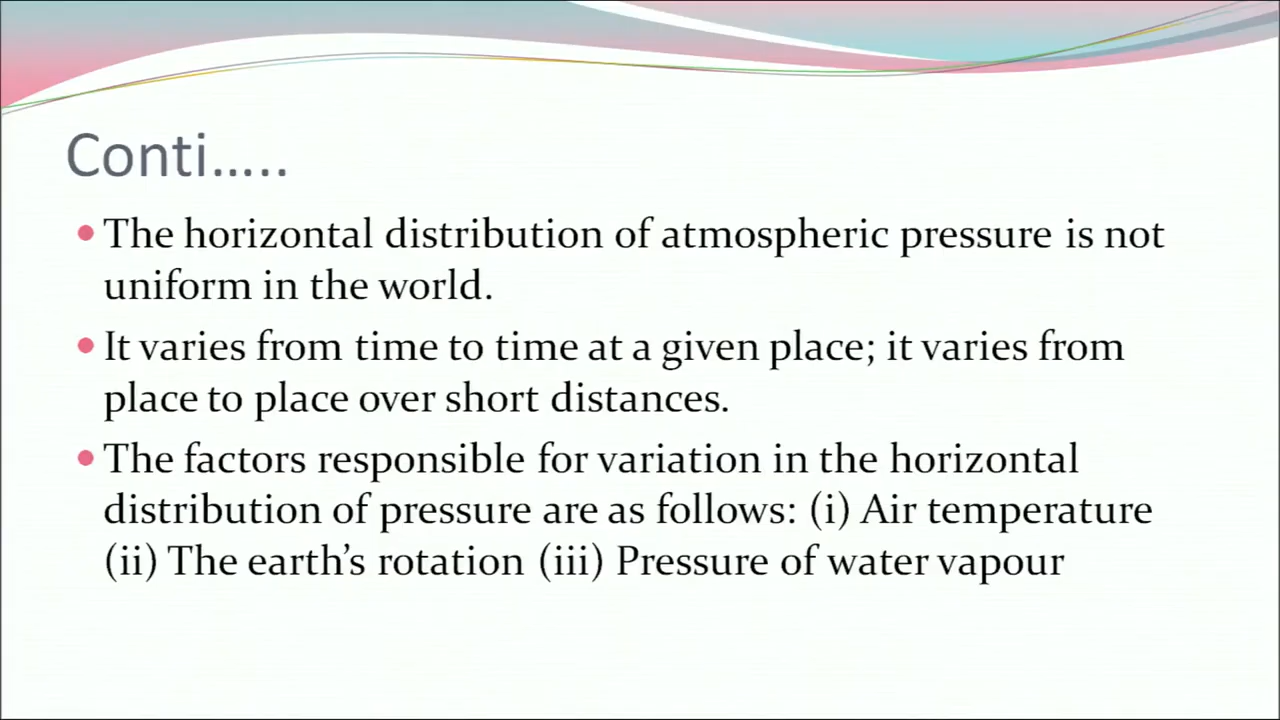 Conti…..
• The horizontal distribution of atmospheric pressure is not
uniform in the world.
• It varies from time to time at a given place; it varies from
place to place over short distances.
• The factors responsible for variation in the horizontal
distribution of pressure are as follows: (i) Air temperature
(ii) The earth’s rotation (iii) Pressure of water vapour